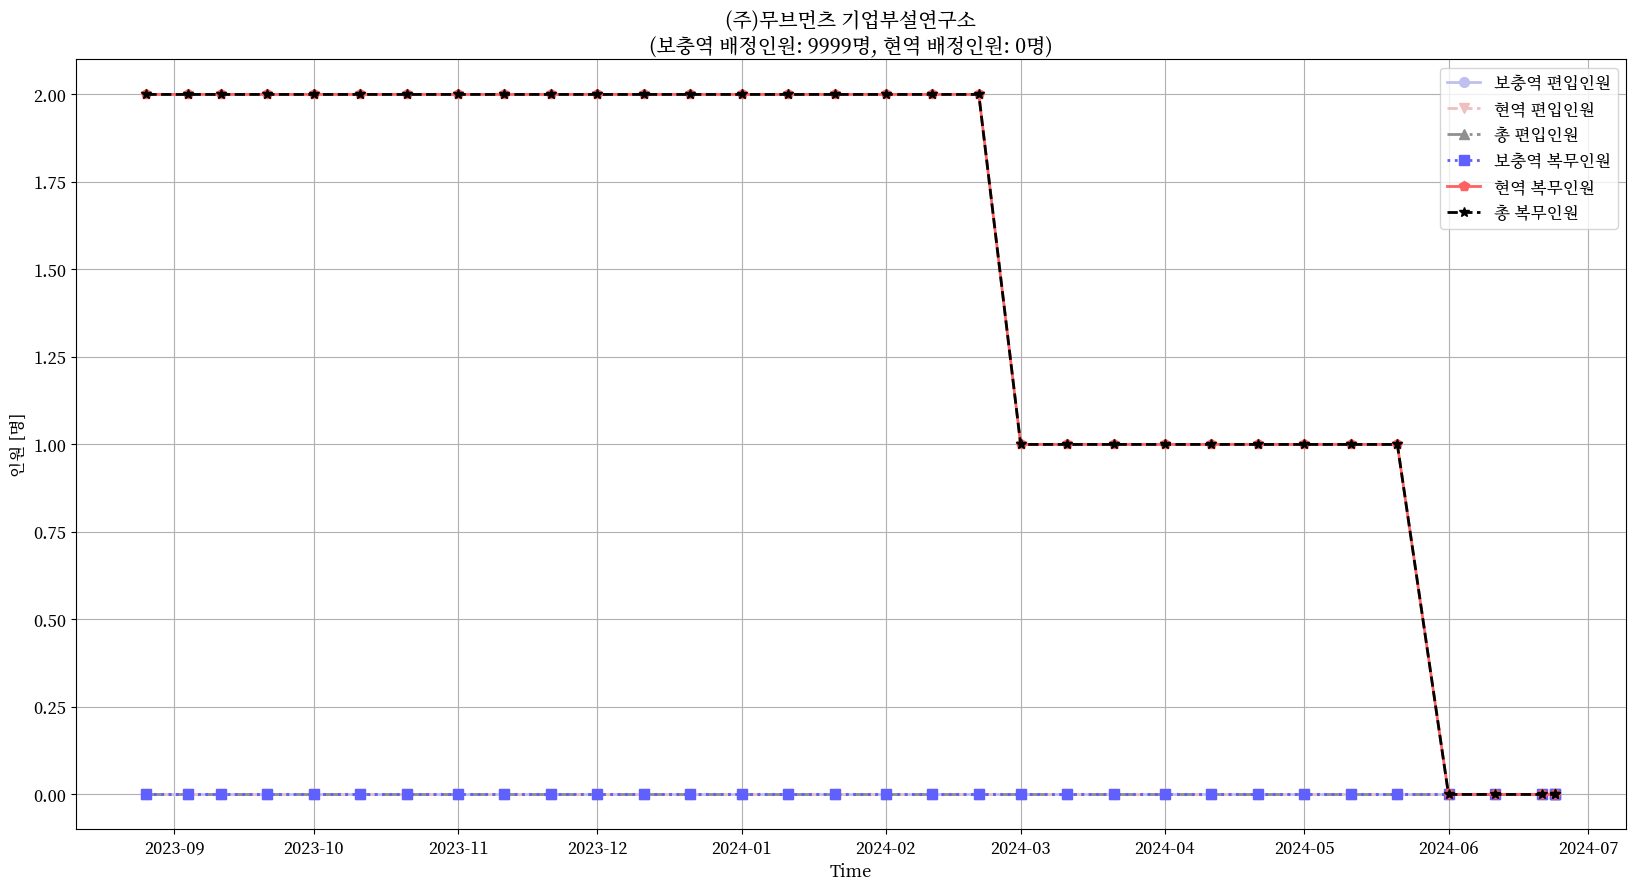 (주)무브먼츠 기업부설연구소
(보충역 배정인원: 9999명, 현역 배정인원: 0명)
보충역 편입인원
현역 편입인원
총 편입인원
보충역 복무인원
현역 복무인원
총 복무인원
인원 [명]
2.00
1.75
1.50
1.25
1.00
0.75
0.50
0.25
0.00
2023-09 2023-10 2023-11 2023-12 2024-01 2024-02 2024-03 2024-04 2024-05 2024-06 2024-07
Time